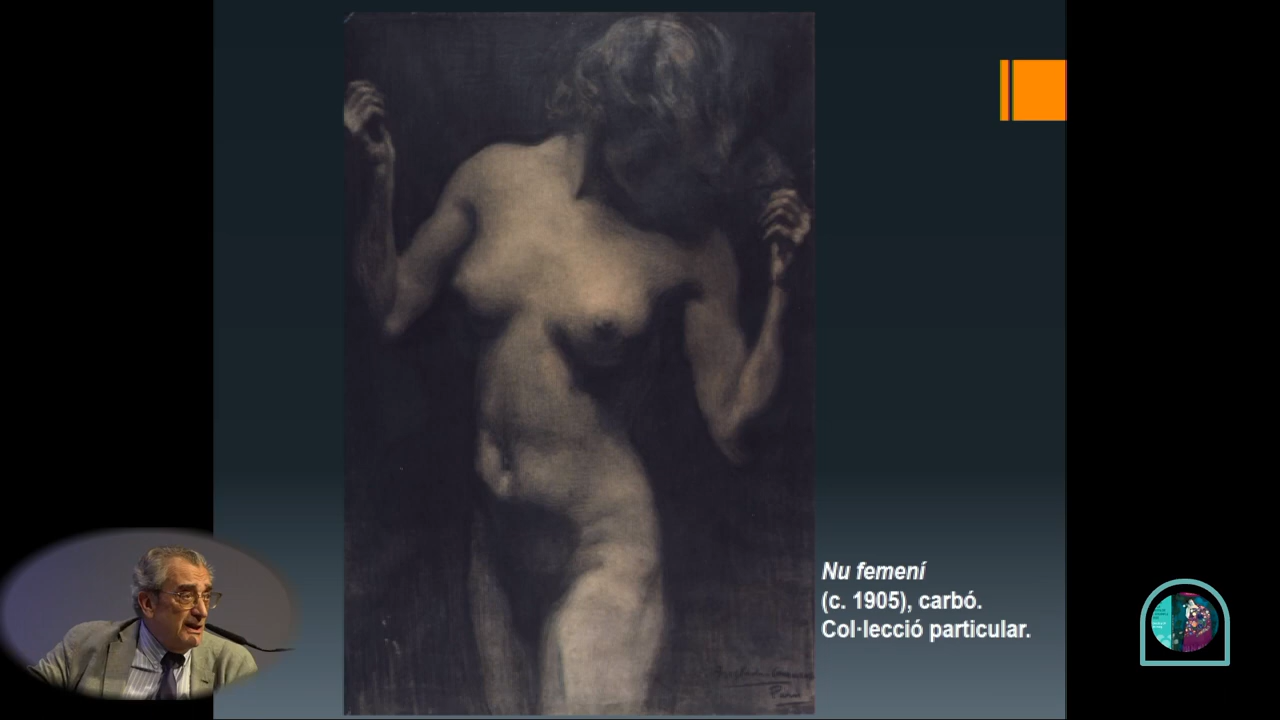 Nu femení
(c. 1905), carbó.
Col·lecció particular.